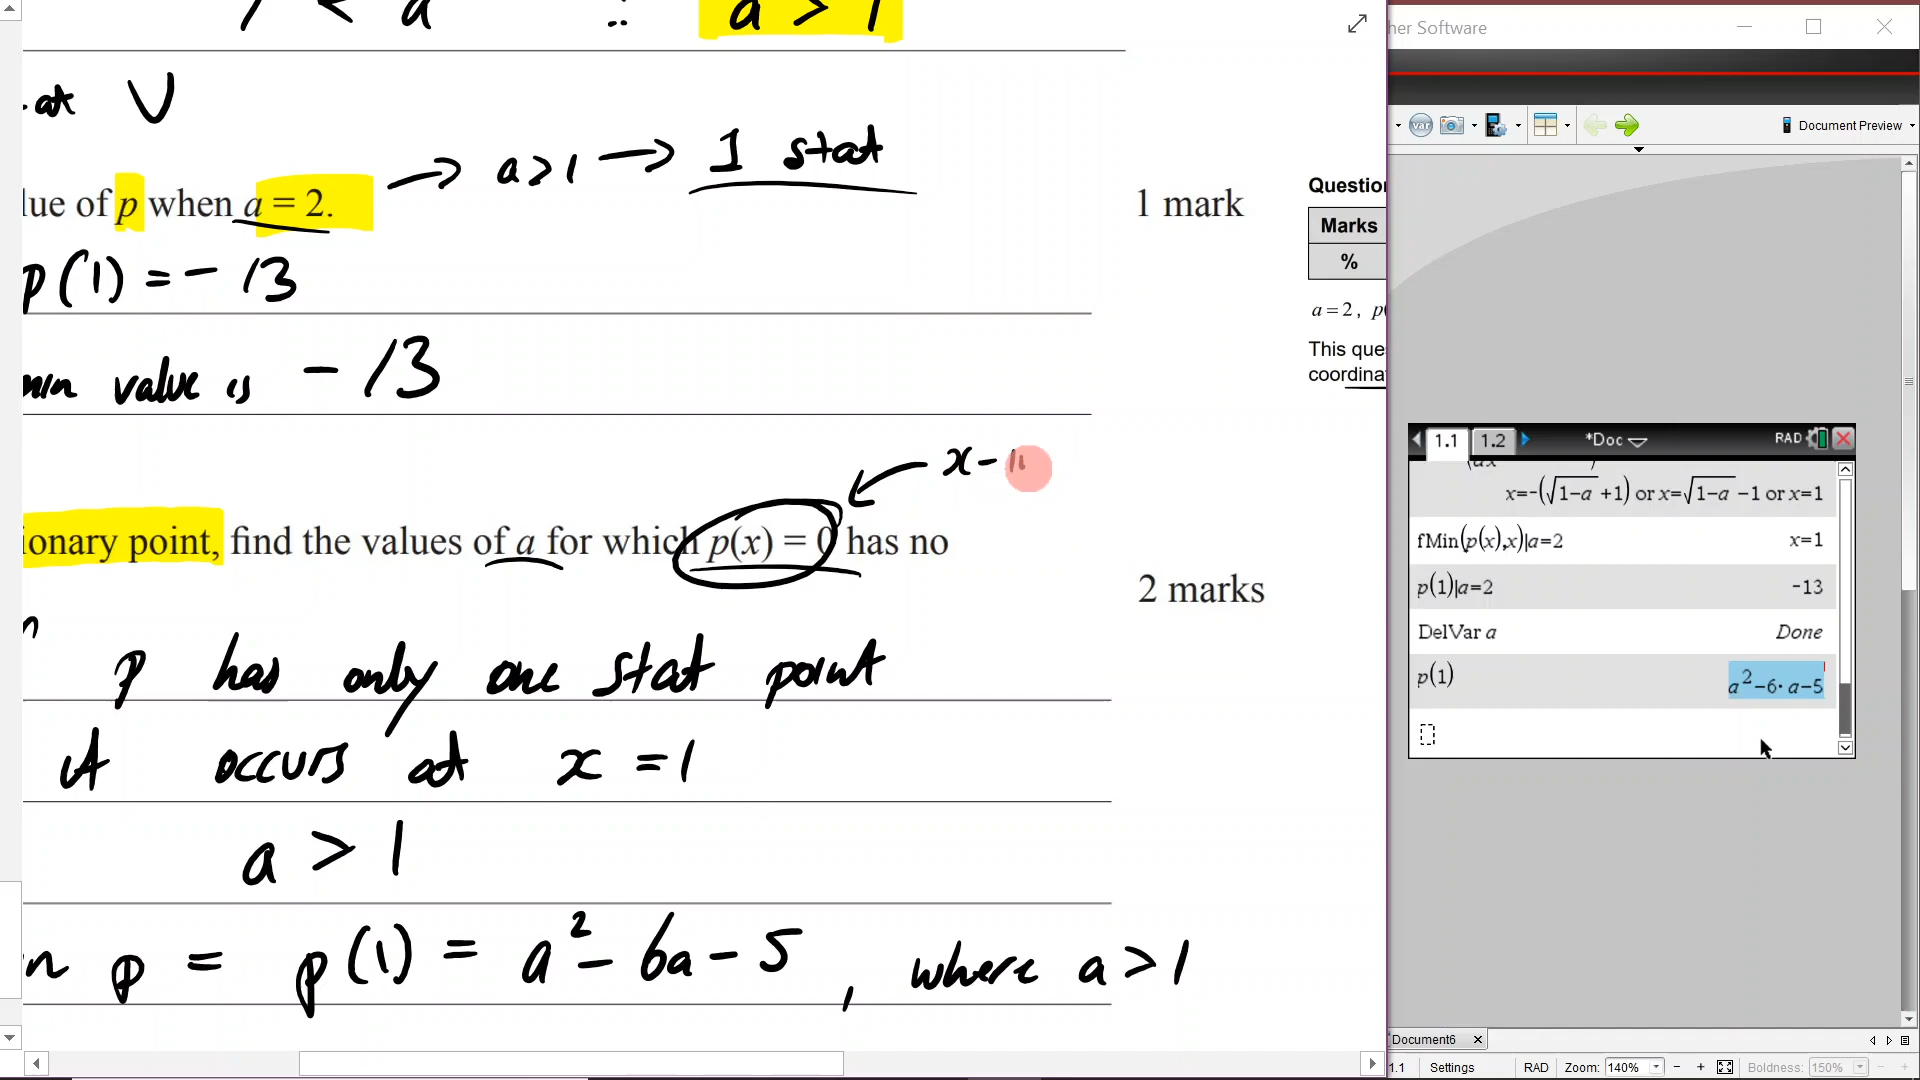 a > 1
at V
→ a>1 → 1 stat
lue of p when a = 2.
1 mark
p(1) = -13
min value is -13
x-
ionary point, find the values of a for which p(x) = 0 has no
2 marks
p has only one stat point
it occurs at x = 1
a > 1
p = p(1) = a²- 6a - 5, where a > 1
Question
Marks
%
a = 2, p(
This que
coordina
her Software
var
Document Preview
1.1 1.2 *Doc RAD
x=-(√1-a +1) or x=√1-a -1 or x=1
fMin(p(x),x)|a=2 x=1
p(1)|a=2 -13
DelVar a Done
p(1) a²-6·a-5
Document6
1.1 Settings RAD Zoom: 140% - + Boldness: 150% - +